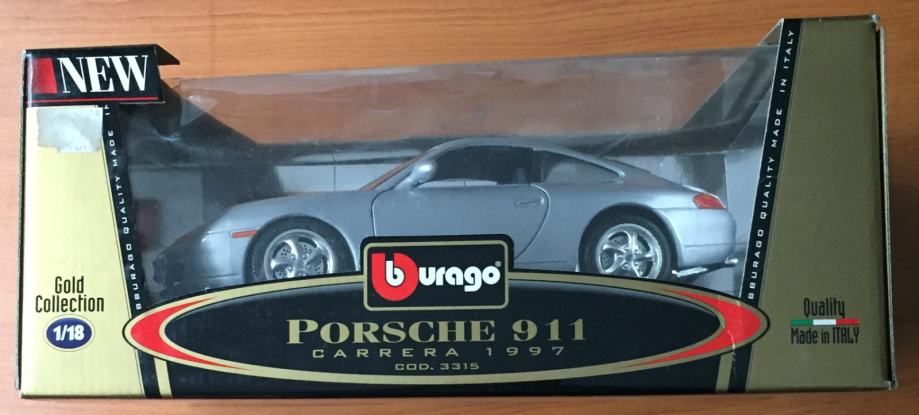 NEW
BBURAGO QUALITY MADE IN
BBURAGO QUALITY MADE IN ITALY
Gold
Collection
1/18
burago
PORSCHE 911
CARRERA 1997
COD. 3315
Quality
Made in ITALY